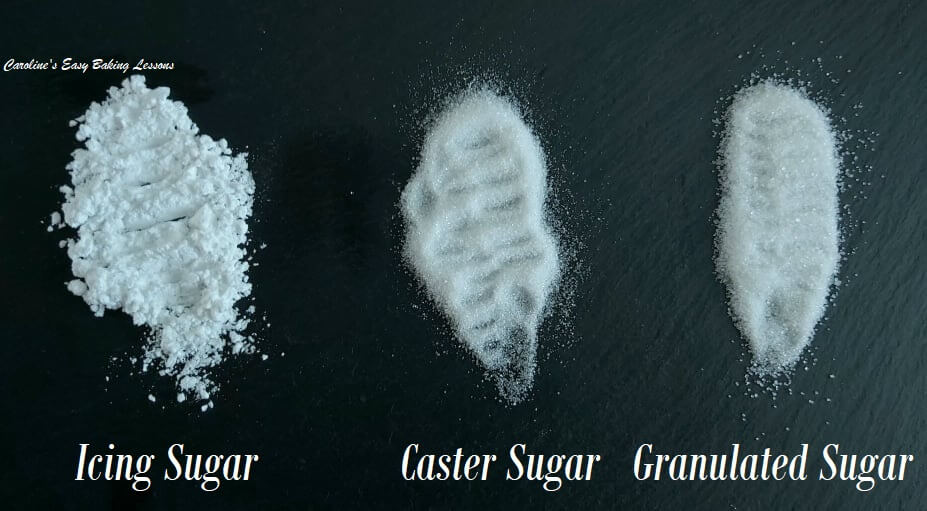 Caroline's Easy Baking Lessons
Icing Sugar
Caster Sugar
Granulated Sugar